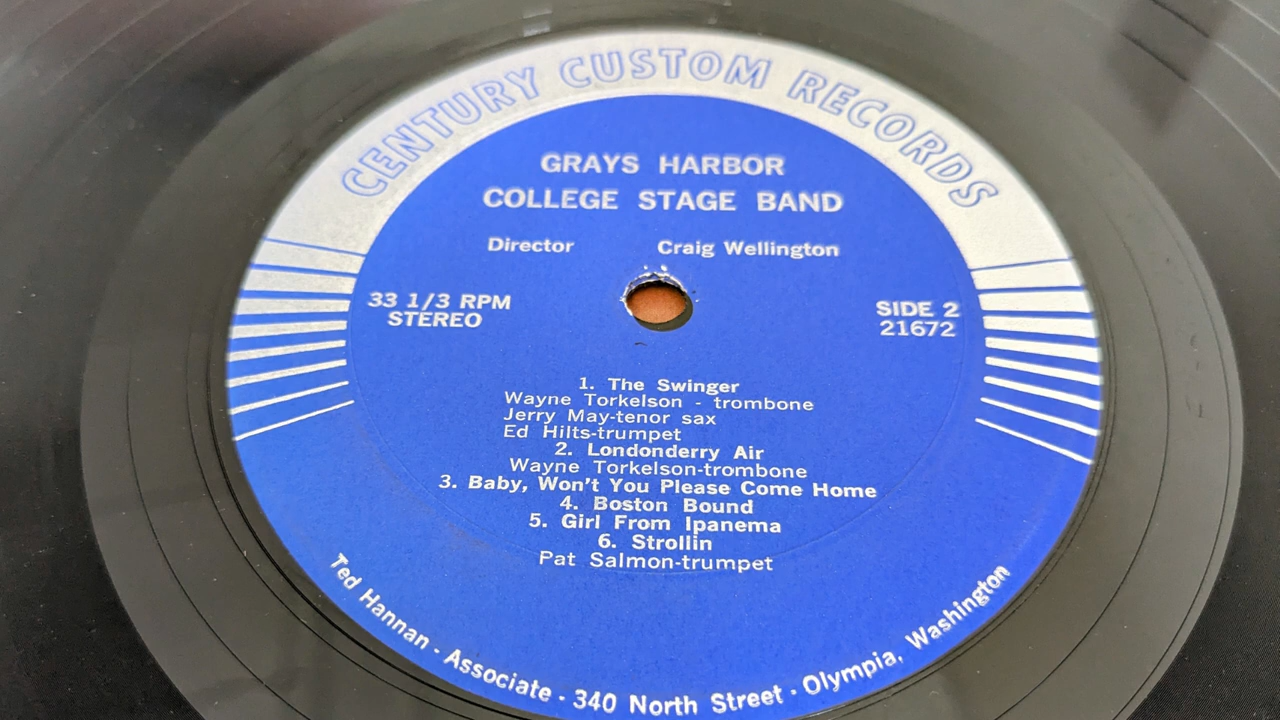 CENTURY CUSTOM RECORDS
GRAYS HARBOR
COLLEGE STAGE BAND
Director Craig Wellington
33 1/3 RPM
STEREO
SIDE 2
21672
1. The Swinger
Wayne Torkelson - trombone
Jerry May-tenor sax
Ed Hilts-trumpet
2. Londonderry Air
Wayne Torkelson-trombone
3. Baby, Won't You Please Come Home
4. Boston Bound
5. Girl From Ipanema
6. Strollin
Pat Salmon-trumpet
Ted Hannan - Associate - 340 North Street - Olympia, Washington